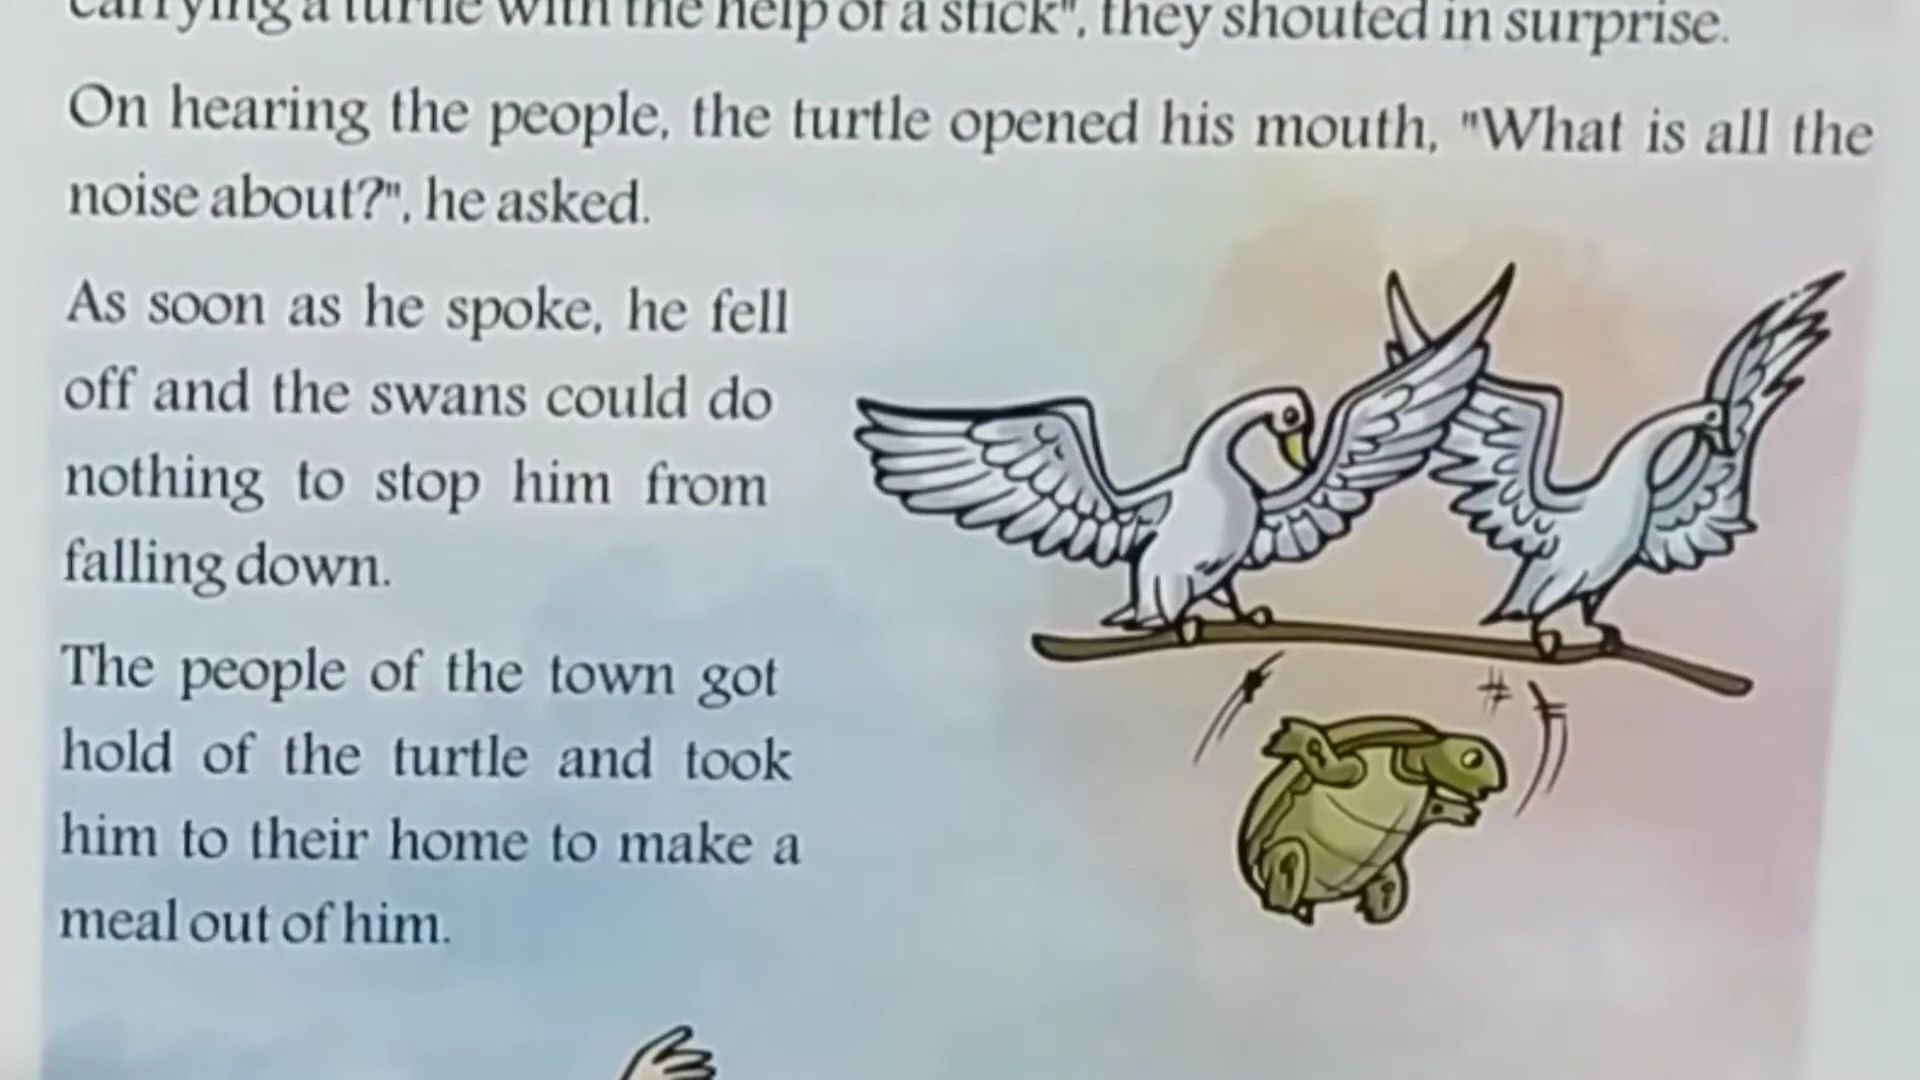 carrying a turtle with the help of a stick", they shouted in surprise.
On hearing the people, the turtle opened his mouth, "What is all the
noise about?", he asked.
As soon as he spoke, he fell
off and the swans could do
nothing to stop him from
falling down.
The people of the town got
hold of the turtle and took
him to their home to make a
meal out of him.